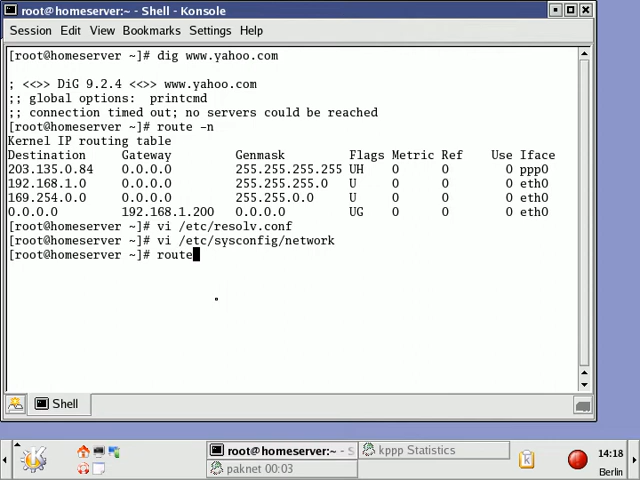 root@homeserver:~ - Shell - Konsole
Session Edit View Bookmarks Settings Help
[root@homeserver ~]# dig www.yahoo.com
; <<>> DiG 9.2.4 <<>> www.yahoo.com
;; global options: printcmd
;; connection timed out; no servers could be reached
[root@homeserver ~]# route -n
Kernel IP routing table
Destination Gateway Genmask Flags Metric Ref Use Iface
203.135.0.84 0.0.0.0 255.255.255.255 UH 0 0 0 ppp0
192.168.1.0 0.0.0.0 255.255.255.0 U 0 0 0 eth0
169.254.0.0 0.0.0.0 255.255.0.0 U 0 0 0 eth0
0.0.0.0 192.168.1.200 0.0.0.0 UG 0 0 0 eth0
[root@homeserver ~]# vi /etc/resolv.conf
[root@homeserver ~]# vi /etc/sysconfig/network
[root@homeserver ~]# route
Shell
root@homeserver:~ - S
kppp Statistics
paknet 00:03
14:18
Berlin